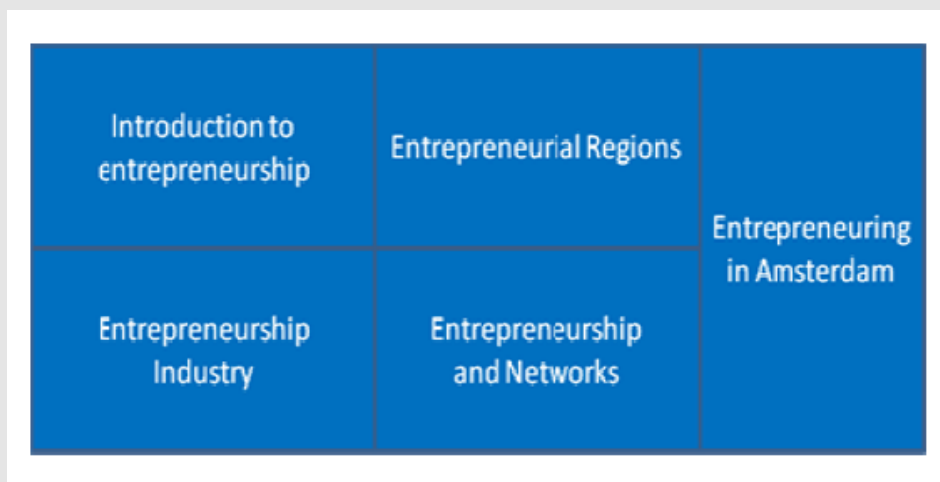 Introduction to
entrepreneurship
Entrepreneurial Regions
Entrepreneuring
in Amsterdam
Entrepreneurship
Industry
Entrepreneurship
and Networks